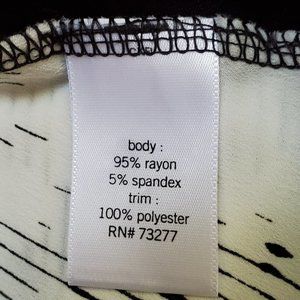 body :
95% rayon
5% spandex
trim :
100% polyester
RN# 73277